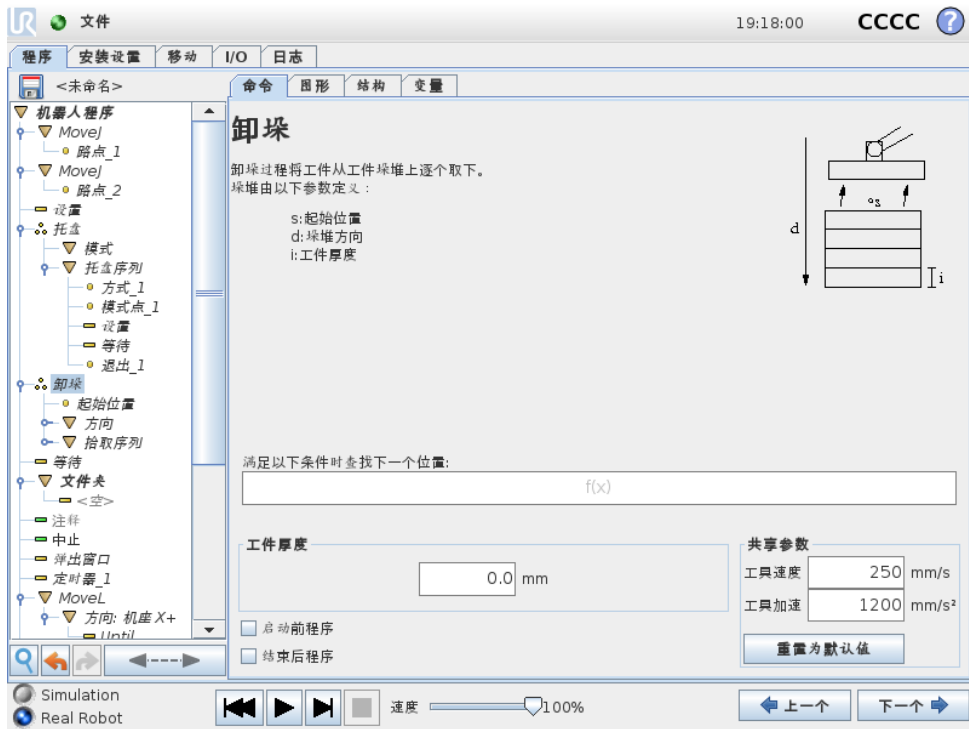 UR 文件 19:18:00 CCCC ?
程序 安装设置 移动 I/O 日志
<未命名>
命令 图形 结构 变量
机器人程序
MoveJ
路点_1
MoveJ
路点_2
设置
托盘
模式
托盘序列
方式_1
模式点_1
设置
等待
退出_1
卸垛
起始位置
方向
拾取序列
等待
文件夹
<空>
注释
中止
弹出窗口
定时器_1
MoveL
方向: 机座 X+
Until
卸垛
卸垛过程将工件从工件垛堆上逐个取下。
垛堆由以下参数定义：
s:起始位置
d:垛堆方向
i:工件厚度
s
d
i
满足以下条件时查找下一个位置:
f(x)
工件厚度
0.0 mm
启动前程序
结束后程序
共享参数
工具速度 250 mm/s
工具加速 1200 mm/s²
重置为默认值
Simulation
Real Robot
速度 100%
上一个 下一个